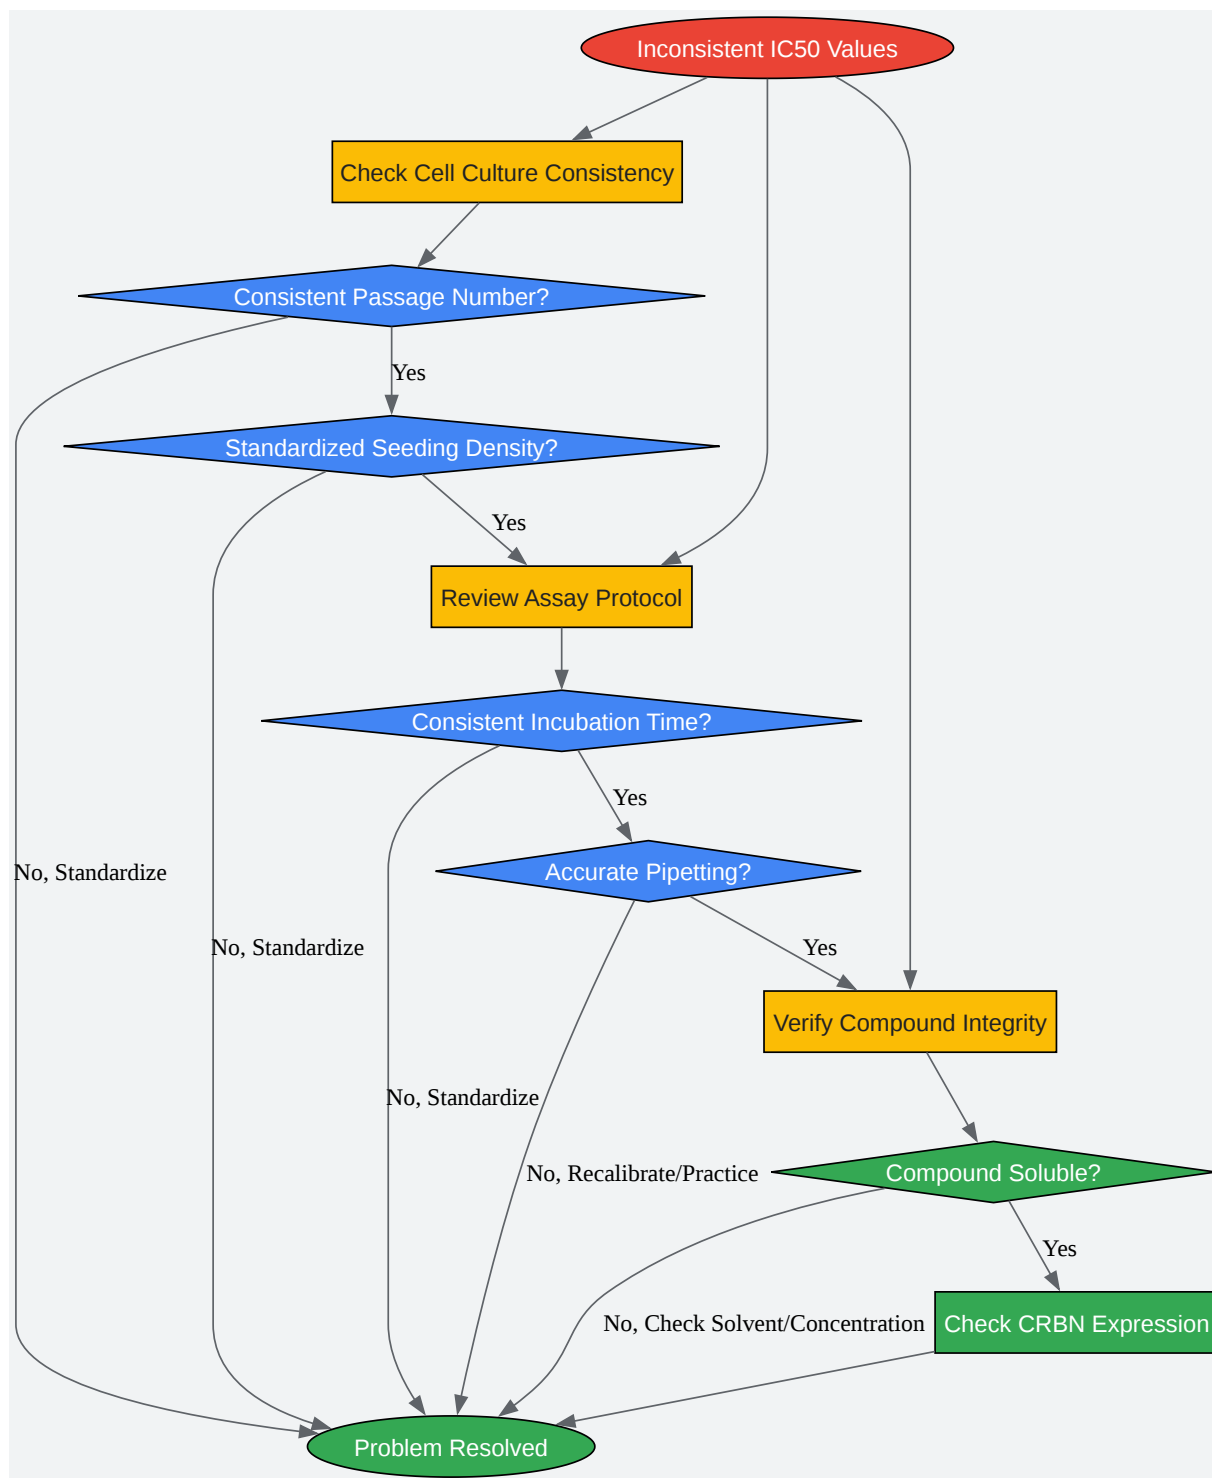 Inconsistent IC50 Values
Check Cell Culture Consistency
Consistent Passage Number?
Yes
Standardized Seeding Density?
Yes
Review Assay Protocol
Consistent Incubation Time?
Yes
No, Standardize
Accurate Pipetting?
No, Standardize
Yes
Verify Compound Integrity
No, Standardize
No, Recalibrate/Practice
Compound Soluble?
Yes
No, Check Solvent/Concentration
Check CRBN Expression
Problem Resolved